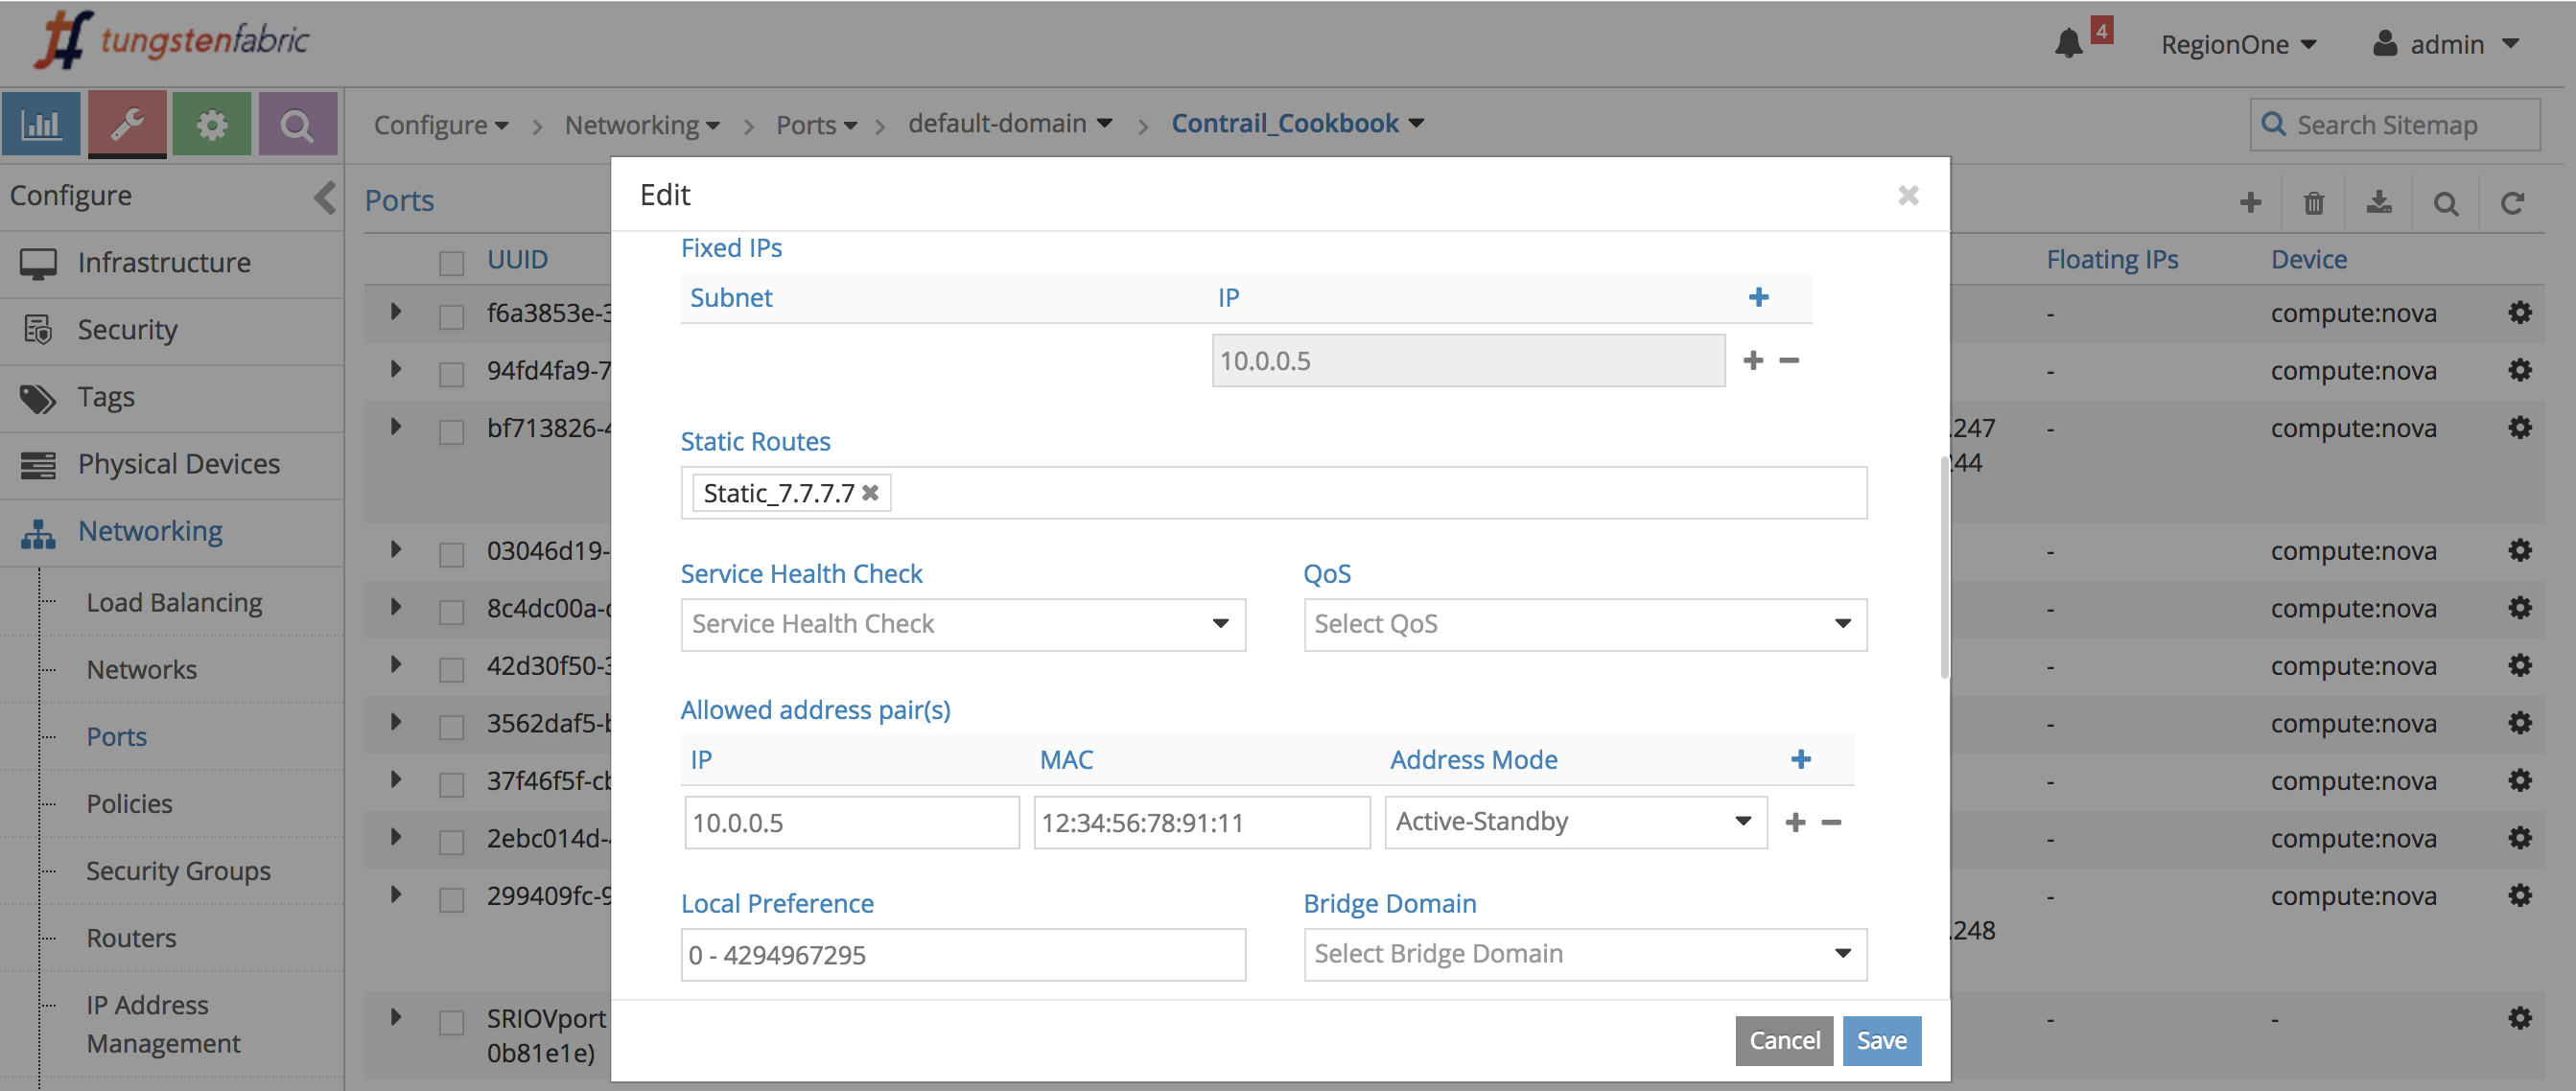 tungstenfabric
4
RegionOne
admin
Configure > Networking > Ports > default-domain > Contrail_Cookbook
Search Sitemap
Configure
Infrastructure
Security
Tags
Physical Devices
Networking
Load Balancing
Networks
Ports
Policies
Security Groups
Routers
IP Address
Management
Ports
UUID
Floating IPs
Device
f6a3853e-3
-
compute:nova
94fd4fa9-7
-
compute:nova
bf713826-4
.247
-
compute:nova
44
03046d19-
-
compute:nova
8c4dc00a-c
-
compute:nova
42d30f50-3
-
compute:nova
3562daf5-b
-
compute:nova
37f46f5f-cb
-
compute:nova
2ebc014d-4
-
compute:nova
299409fc-9
-
compute:nova
.248
SRIOVport
-
-
0b81e1e)
Edit
Fixed IPs
Subnet
IP
10.0.0.5
Static Routes
Static_7.7.7.7
Service Health Check
QoS
Service Health Check
Select QoS
Allowed address pair(s)
IP
MAC
Address Mode
10.0.0.5
12:34:56:78:91:11
Active-Standby
Local Preference
Bridge Domain
0 - 4294967295
Select Bridge Domain
Cancel
Save